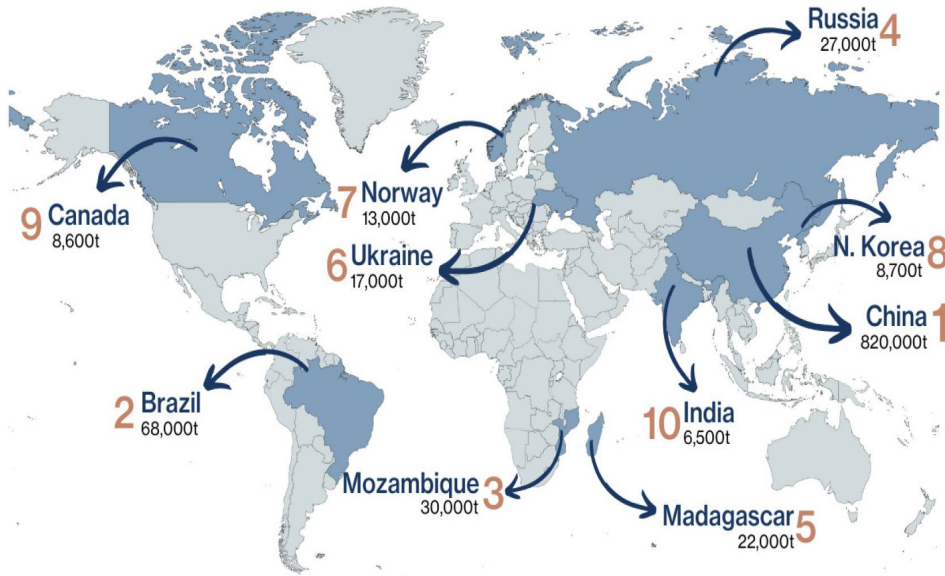 Russia 4
27,000t
7 Norway
13,000t
9 Canada
8,600t
6 Ukraine
17,000t
N. Korea 8
8,700t
China 1
820,000t
2 Brazil
68,000t
10 India
6,500t
Mozambique 3
30,000t
Madagascar 5
22,000t